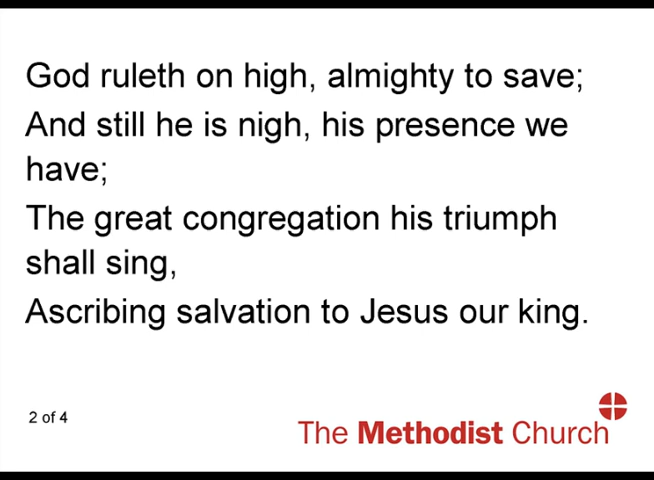 God ruleth on high, almighty to save;
And still he is nigh, his presence we
have;
The great congregation his triumph
shall sing,
Ascribing salvation to Jesus our king.
2 of 4
The Methodist Church